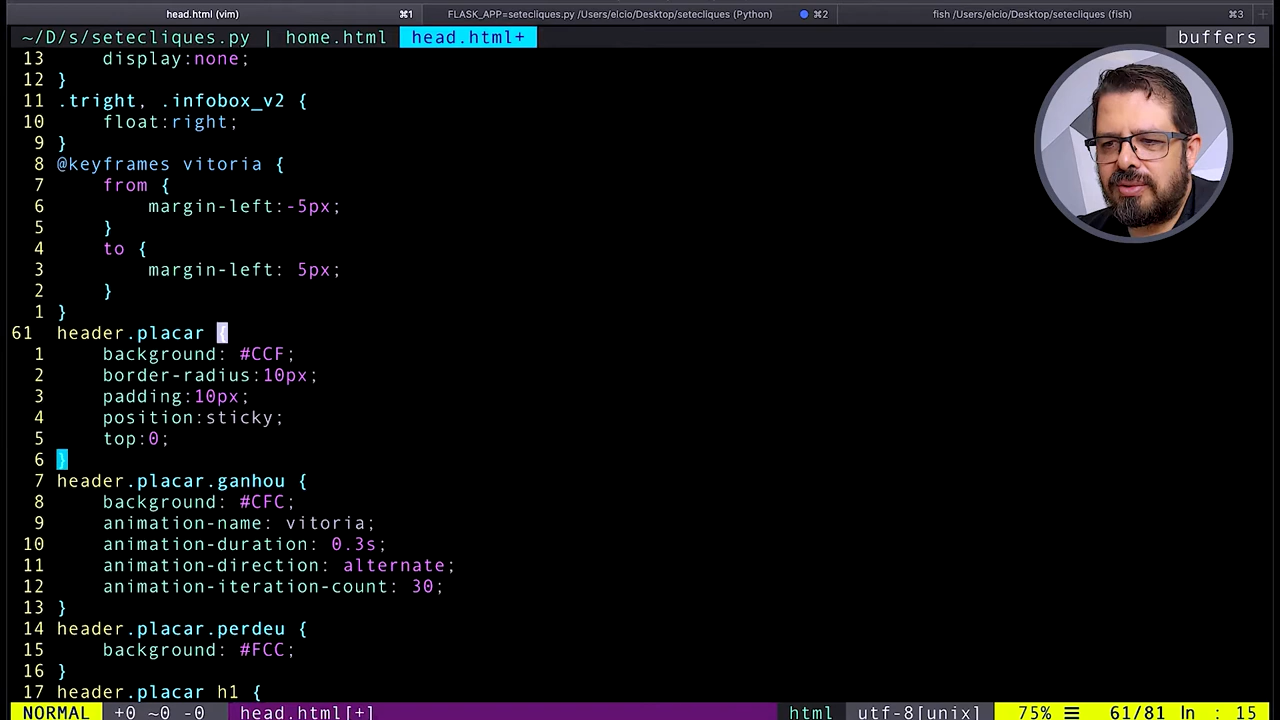 head.html (vim) ⌘1 FLASK_APP=setecliques.py /Users/elcio/Desktop/setecliques (Python) ⌘2 fish /Users/elcio/Desktop/setecliques (fish) ⌘3 +
~/D/s/setecliques.py | home.html head.html+ buffers
13 display:none;
12 }
11 .tright, .infobox_v2 {
10 float:right;
9 }
8 @keyframes vitoria {
7 from {
6 margin-left:-5px;
5 }
4 to {
3 margin-left: 5px;
2 }
1 }
61 header.placar {
1 background: #CCF;
2 border-radius:10px;
3 padding:10px;
4 position:sticky;
5 top:0;
6 }
7 header.placar.ganhou {
8 background: #CFC;
9 animation-name: vitoria;
10 animation-duration: 0.3s;
11 animation-direction: alternate;
12 animation-iteration-count: 30;
13 }
14 header.placar.perdeu {
15 background: #FCC;
16 }
17 header.placar h1 {
NORMAL +0 ~0 -0 head.html[+] html utf-8[unix] 75% ☰ 61/81 ln : 15